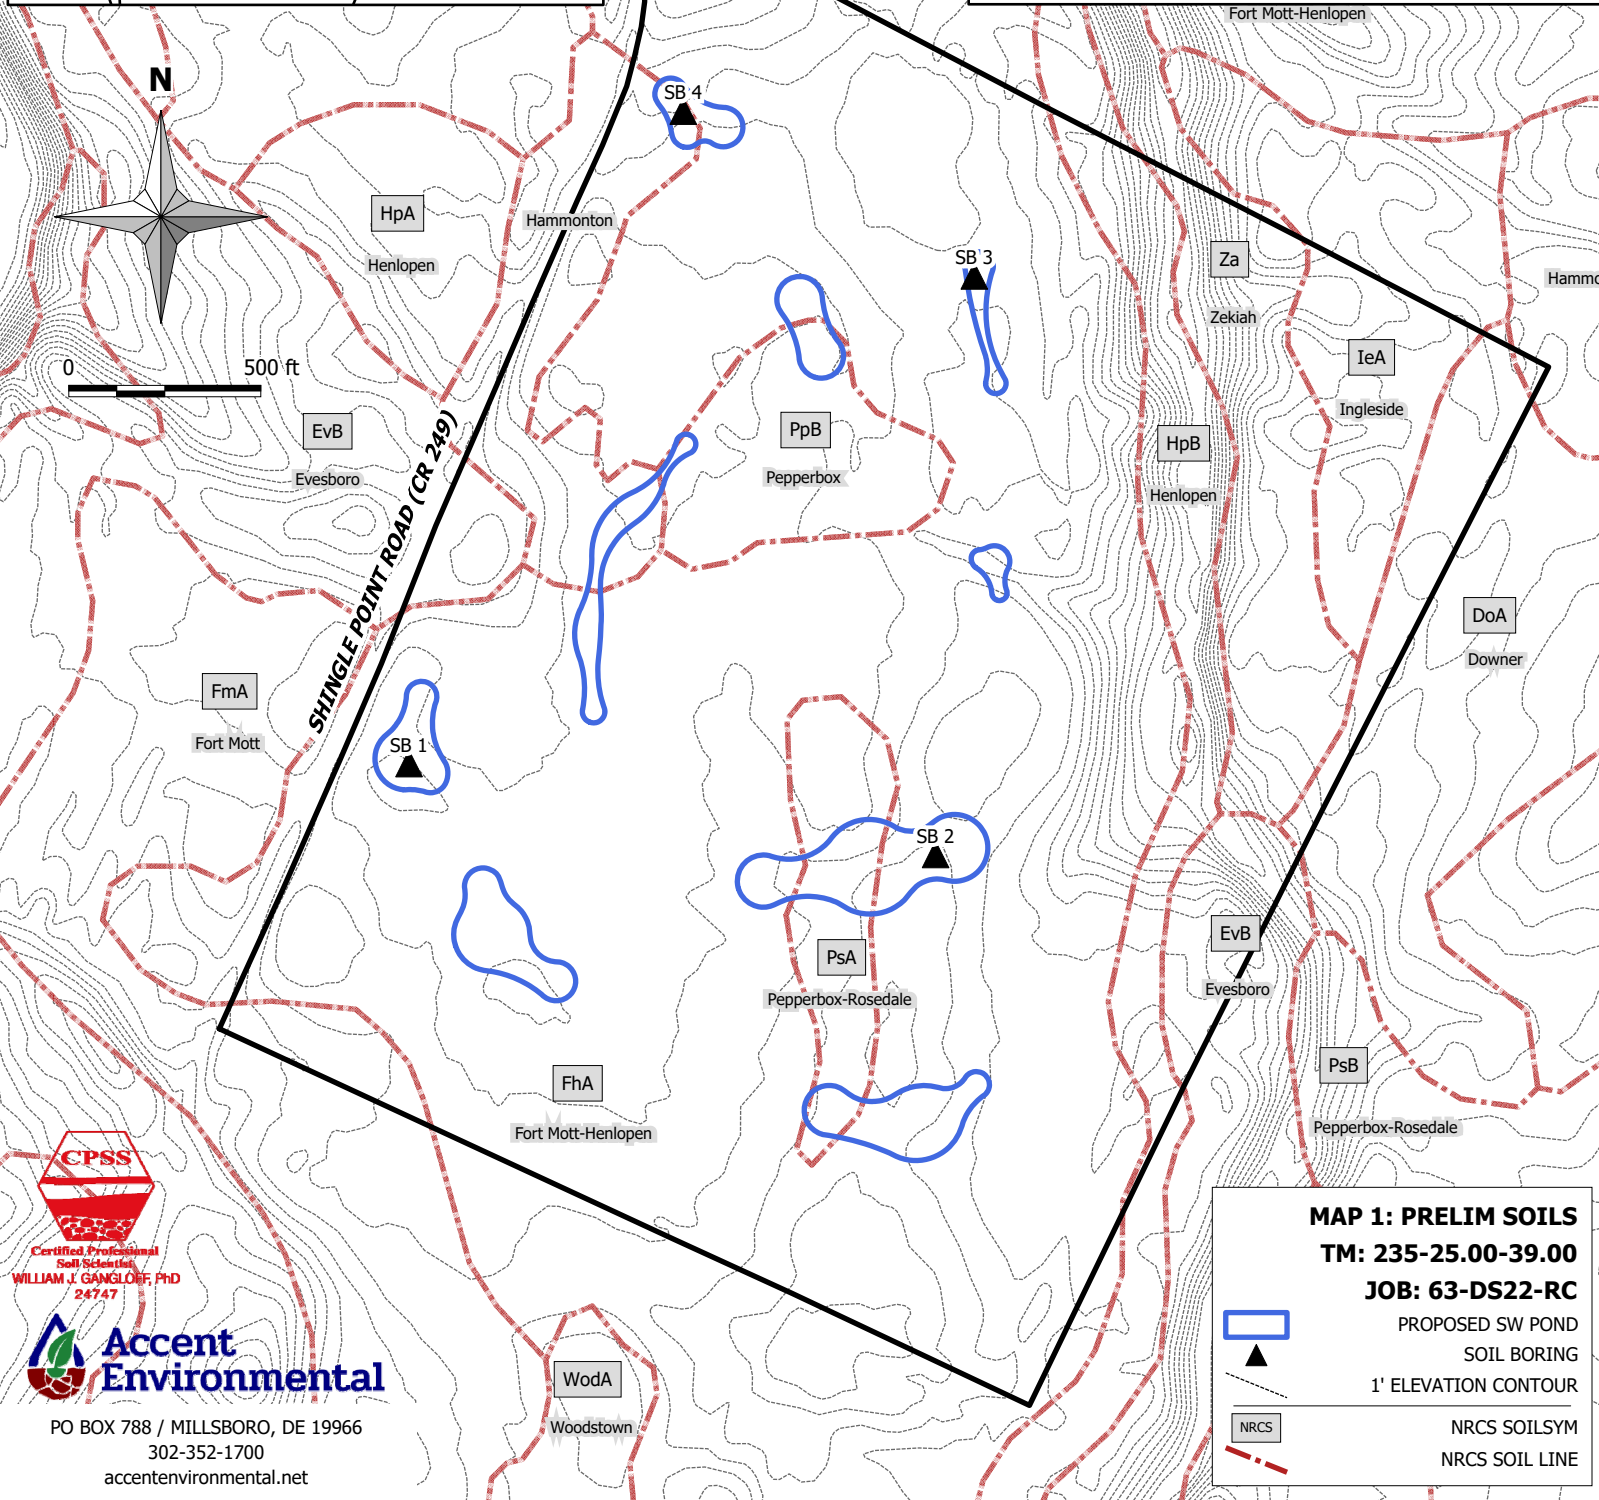 Fort Mott-Henlopen
N
SB 4
HpA
Hammonton
Henlopen
SB 3
Za
Zekiah
0 500 ft
IeA
Ingleside
EvB
Evesboro
PpB
Pepperbox
HpB
Henlopen
SHINGLE POINT ROAD (CR 249)
DoA
Downer
FmA
Fort Mott
SB 1
SB 2
EvB
Evesboro
PsA
Pepperbox-Rosedale
PsB
Pepperbox-Rosedale
FhA
Fort Mott-Henlopen
WodA
Woodstown
CPSS
Certified Professional
Soil Scientist
WILLIAM J. GANGLOFF, PhD
24747
Accent
Environmental
PO BOX 788 / MILLSBORO, DE 19966
302-352-1700
accentenvironmental.net
MAP 1: PRELIM SOILS
TM: 235-25.00-39.00
JOB: 63-DS22-RC
PROPOSED SW POND
SOIL BORING
1' ELEVATION CONTOUR
NRCS NRCS SOILSYM
NRCS SOIL LINE